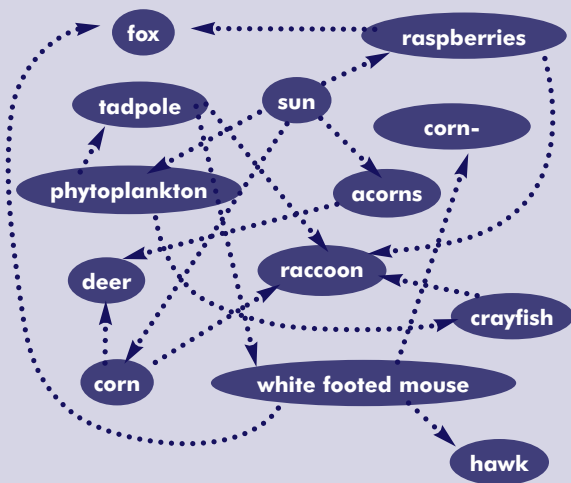 fox
raspberries
tadpole
sun
corn-
phytoplankton
acorns
deer
raccoon
crayfish
corn
white footed mouse
hawk